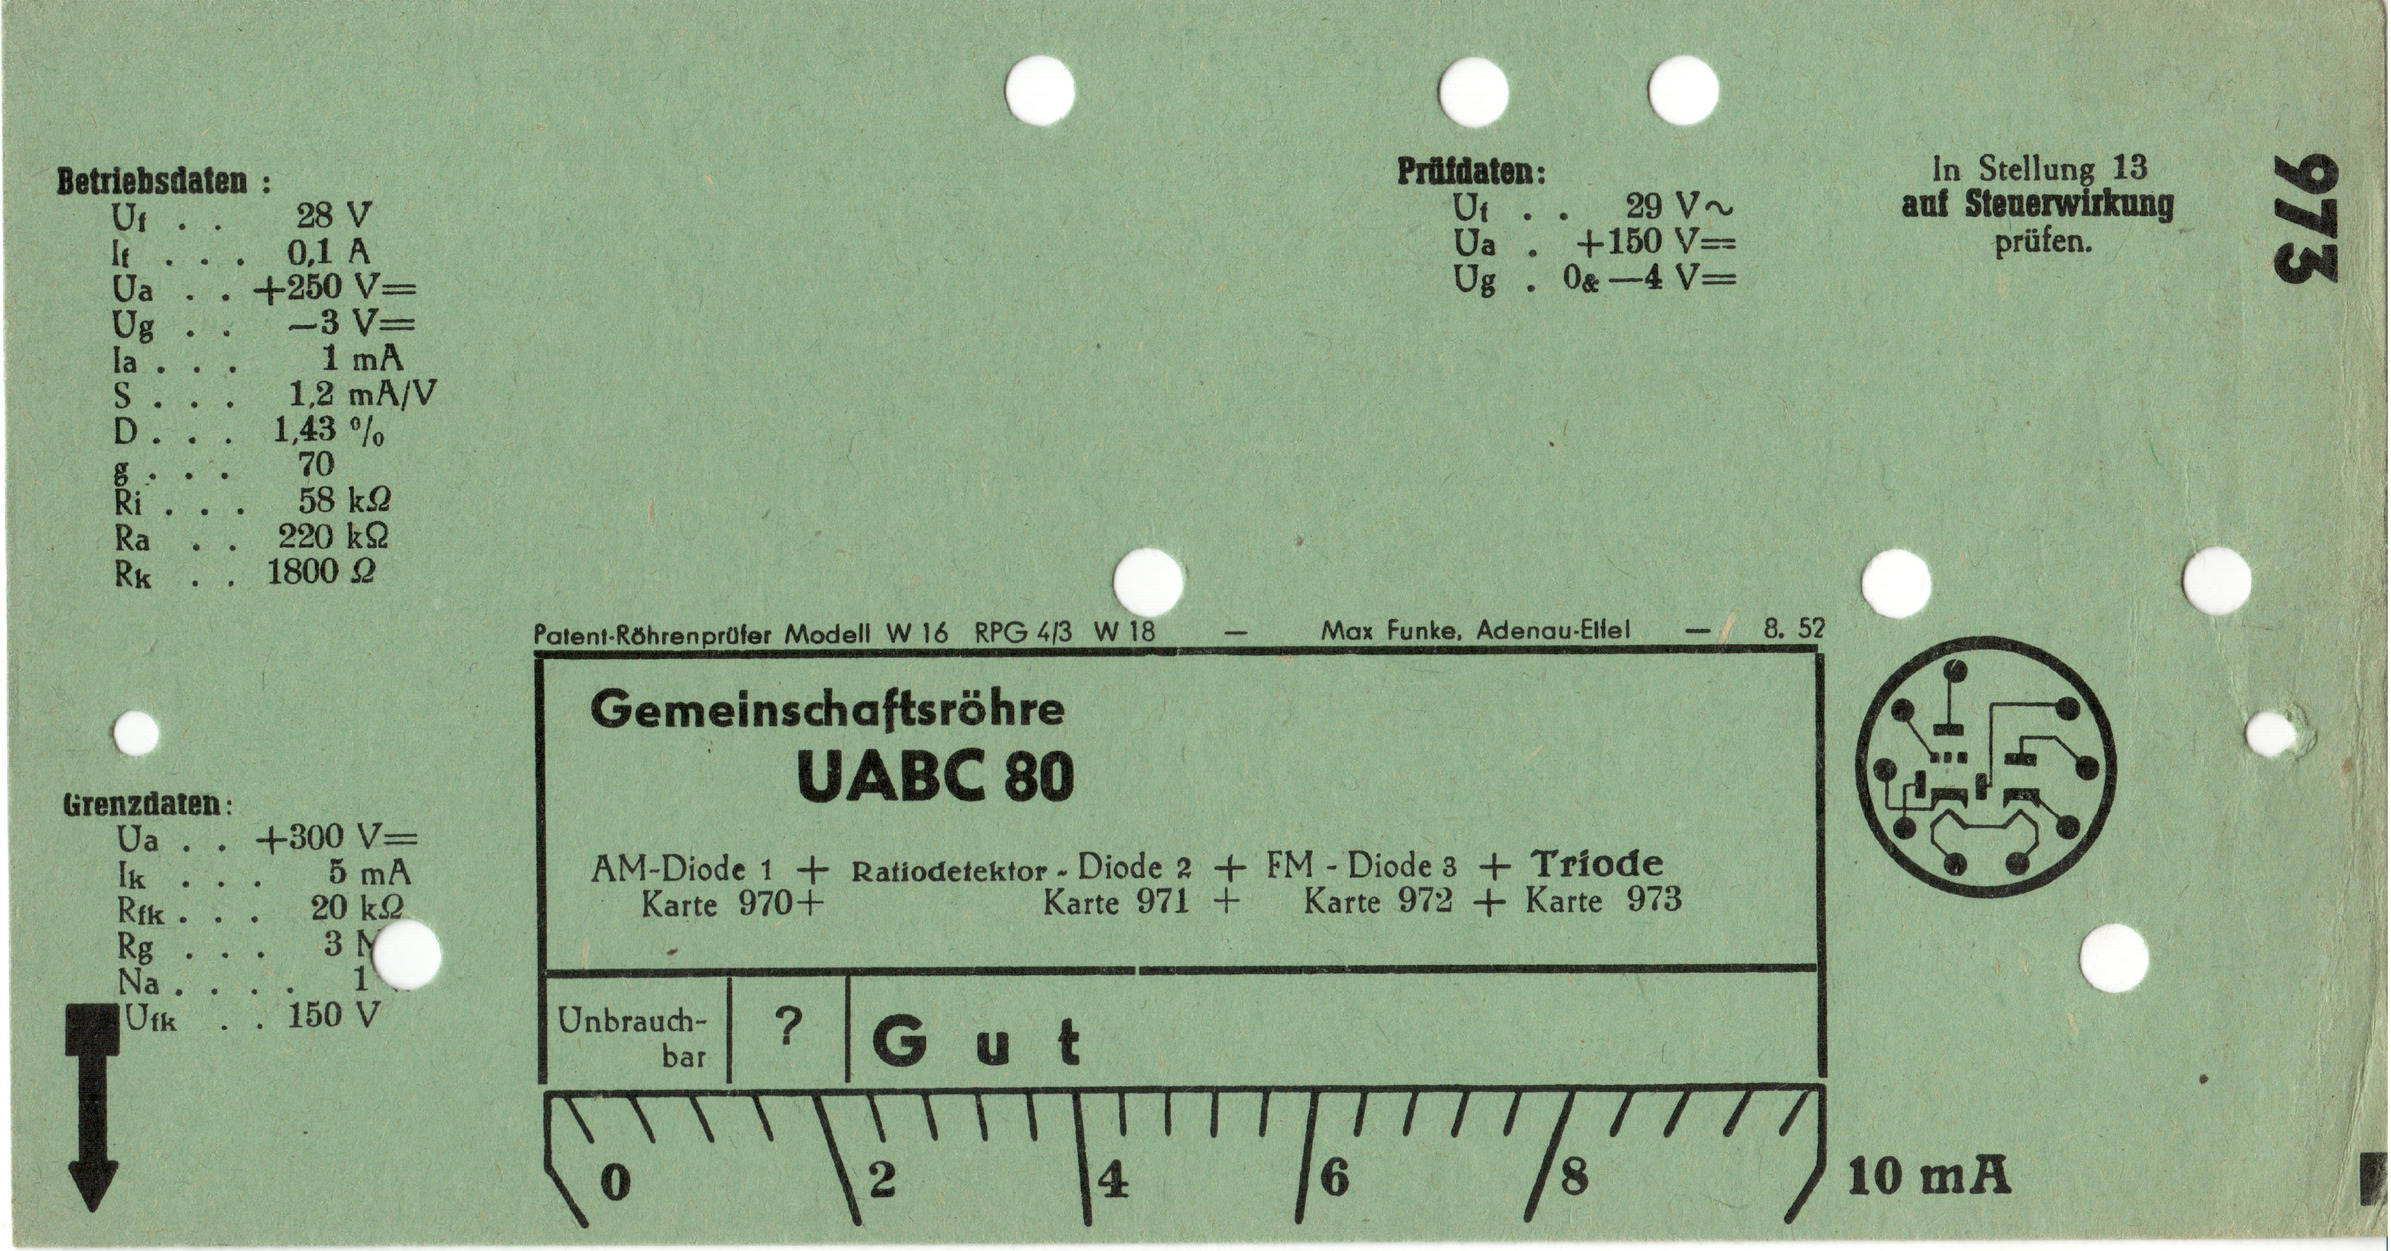 Betriebsdaten :
Uf . . 28 V
If . . . 0,1 A
Ua . . +250 V=
Ug . . —3 V=
Ia . . . 1 mA
S . . . 1,2 mA/V
D . . . 1,43 %
g . . . 70
Ri . . . 58 kΩ
Ra . . 220 kΩ
Rk . . 1800 Ω
Grenzdaten:
Ua . . +300 V=
Ik . . . 5 mA
Rfk . . . 20 kΩ
Rg . . . 3
Na . . . . 1
Ufk . . 150 V
Prüfdaten:
Uf . . 29 V~
Ua . +150 V=
Ug . 0& —4 V=
In Stellung 13
auf Steuerwirkung
prüfen.
973
Patent-Röhrenprüfer Modell W 16 RPG 4/3 W 18 — Max Funke, Adenau-Eifel — 8. 52
Gemeinschaftsröhre
UABC 80
AM-Diode 1 + Ratiodetektor - Diode 2 + FM - Diode 3 + Triode
Karte 970+ Karte 971 + Karte 972 + Karte 973
Unbrauch-
bar
?
Gut
0 2 4 6 8 10 mA